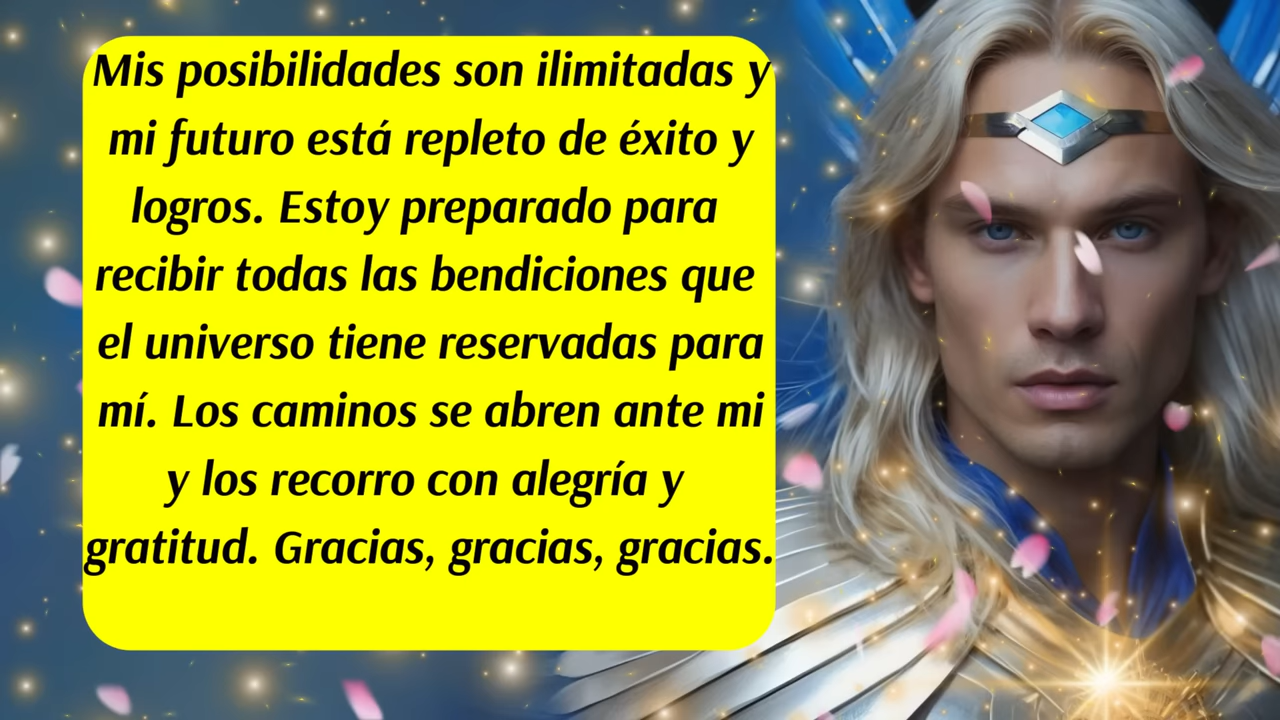 Mis posibilidades son ilimitadas y
mi futuro está repleto de éxito y
logros. Estoy preparado para
recibir todas las bendiciones que
el universo tiene reservadas para
mí. Los caminos se abren ante mi
y los recorro con alegría y
gratitud. Gracias, gracias, gracias.